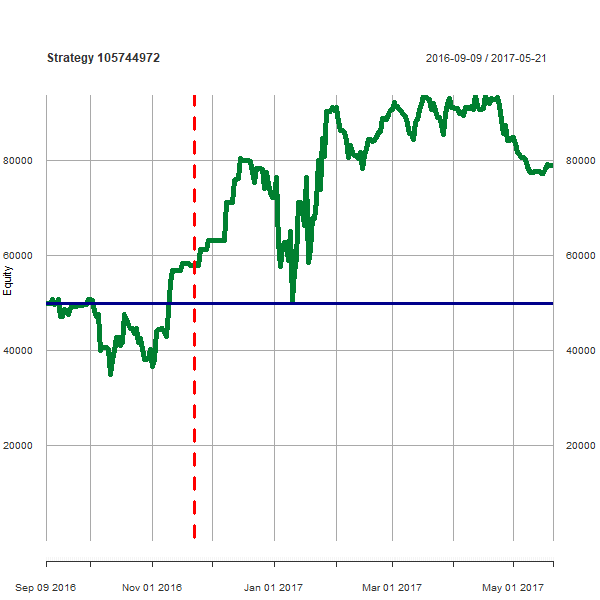 Strategy 105744972
2016-09-09 / 2017-05-21
80000
80000
60000
60000
Equity
40000
40000
20000
20000
Sep 09 2016
Nov 01 2016
Jan 01 2017
Mar 01 2017
May 01 2017